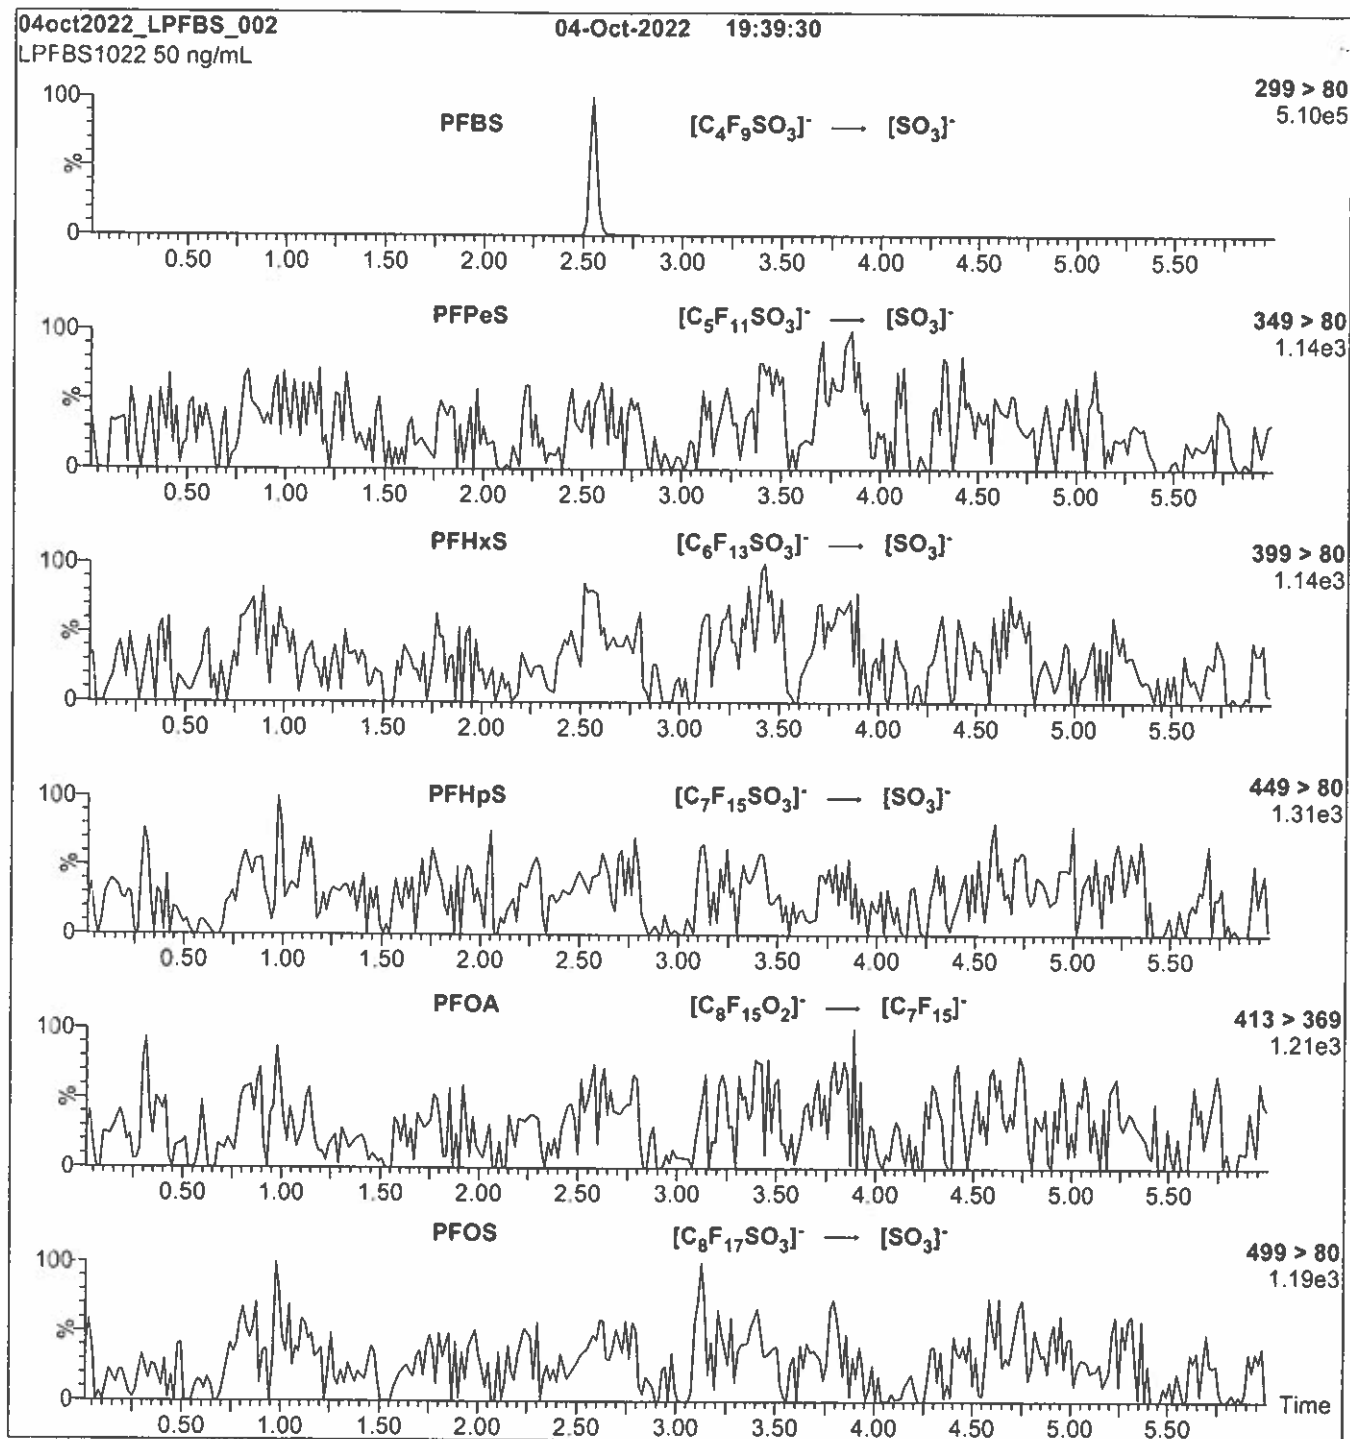 04oct2022_LPFBS_002 04-Oct-2022 19:39:30
LPFBS1022 50 ng/mL
PFBS [C₄F₉SO₃]⁻ → [SO₃]⁻ 299 > 80
5.10e5
100
%
0
0.50 1.00 1.50 2.00 2.50 3.00 3.50 4.00 4.50 5.00 5.50
PFPeS [C₅F₁₁SO₃]⁻ → [SO₃]⁻ 349 > 80
1.14e3
100
%
0
0.50 1.00 1.50 2.00 2.50 3.00 3.50 4.00 4.50 5.00 5.50
PFHxS [C₆F₁₃SO₃]⁻ → [SO₃]⁻ 399 > 80
1.14e3
100
%
0
0.50 1.00 1.50 2.00 2.50 3.00 3.50 4.00 4.50 5.00 5.50
PFHpS [C₇F₁₅SO₃]⁻ → [SO₃]⁻ 449 > 80
1.31e3
100
%
0
0.50 1.00 1.50 2.00 2.50 3.00 3.50 4.00 4.50 5.00 5.50
PFOA [C₈F₁₅O₂]⁻ → [C₇F₁₅]⁻ 413 > 369
1.21e3
100
%
0
0.50 1.00 1.50 2.00 2.50 3.00 3.50 4.00 4.50 5.00 5.50
PFOS [C₈F₁₇SO₃]⁻ → [SO₃]⁻ 499 > 80
1.19e3
100
%
0
0.50 1.00 1.50 2.00 2.50 3.00 3.50 4.00 4.50 5.00 5.50 Time